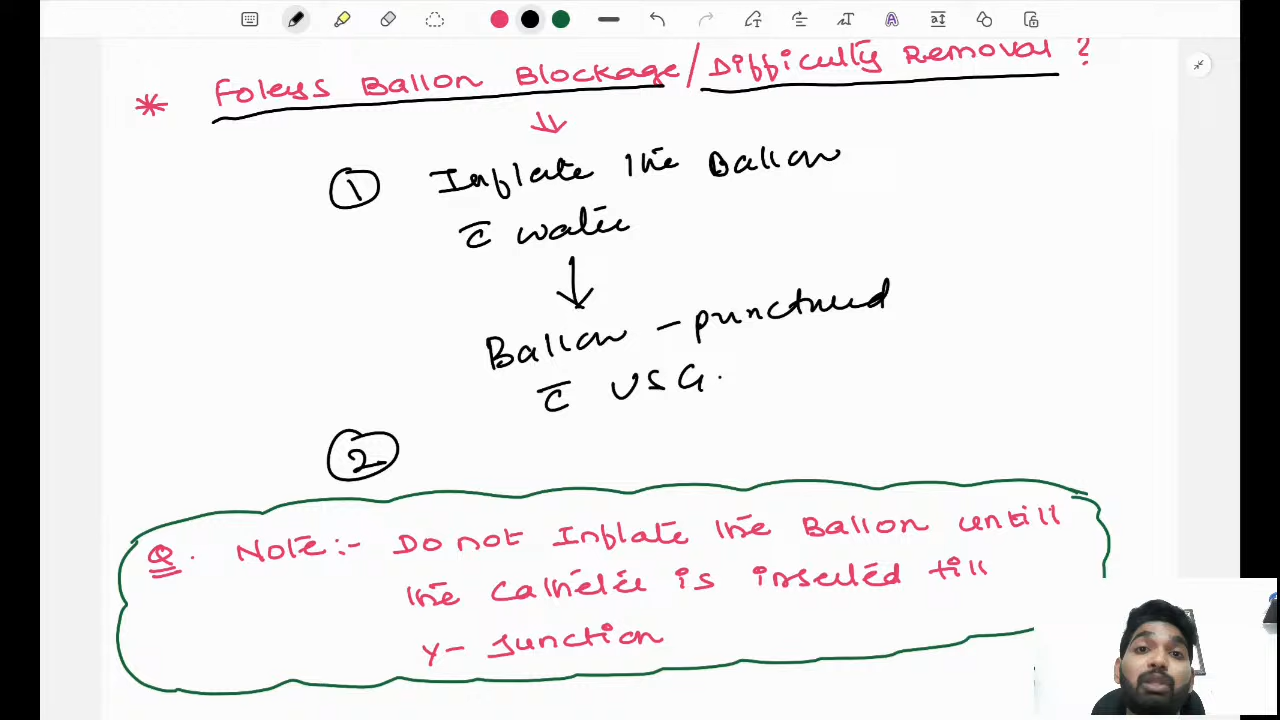 * Foleys Ballon Blockage/Difficulty Removal?
① Inflate the Ballon
c̄ water
Ballon - punctured
c̄ USG.
②
Q. Note:- Do not Inflate the Ballon untill
the Catheter is inserted till
Y- Junction